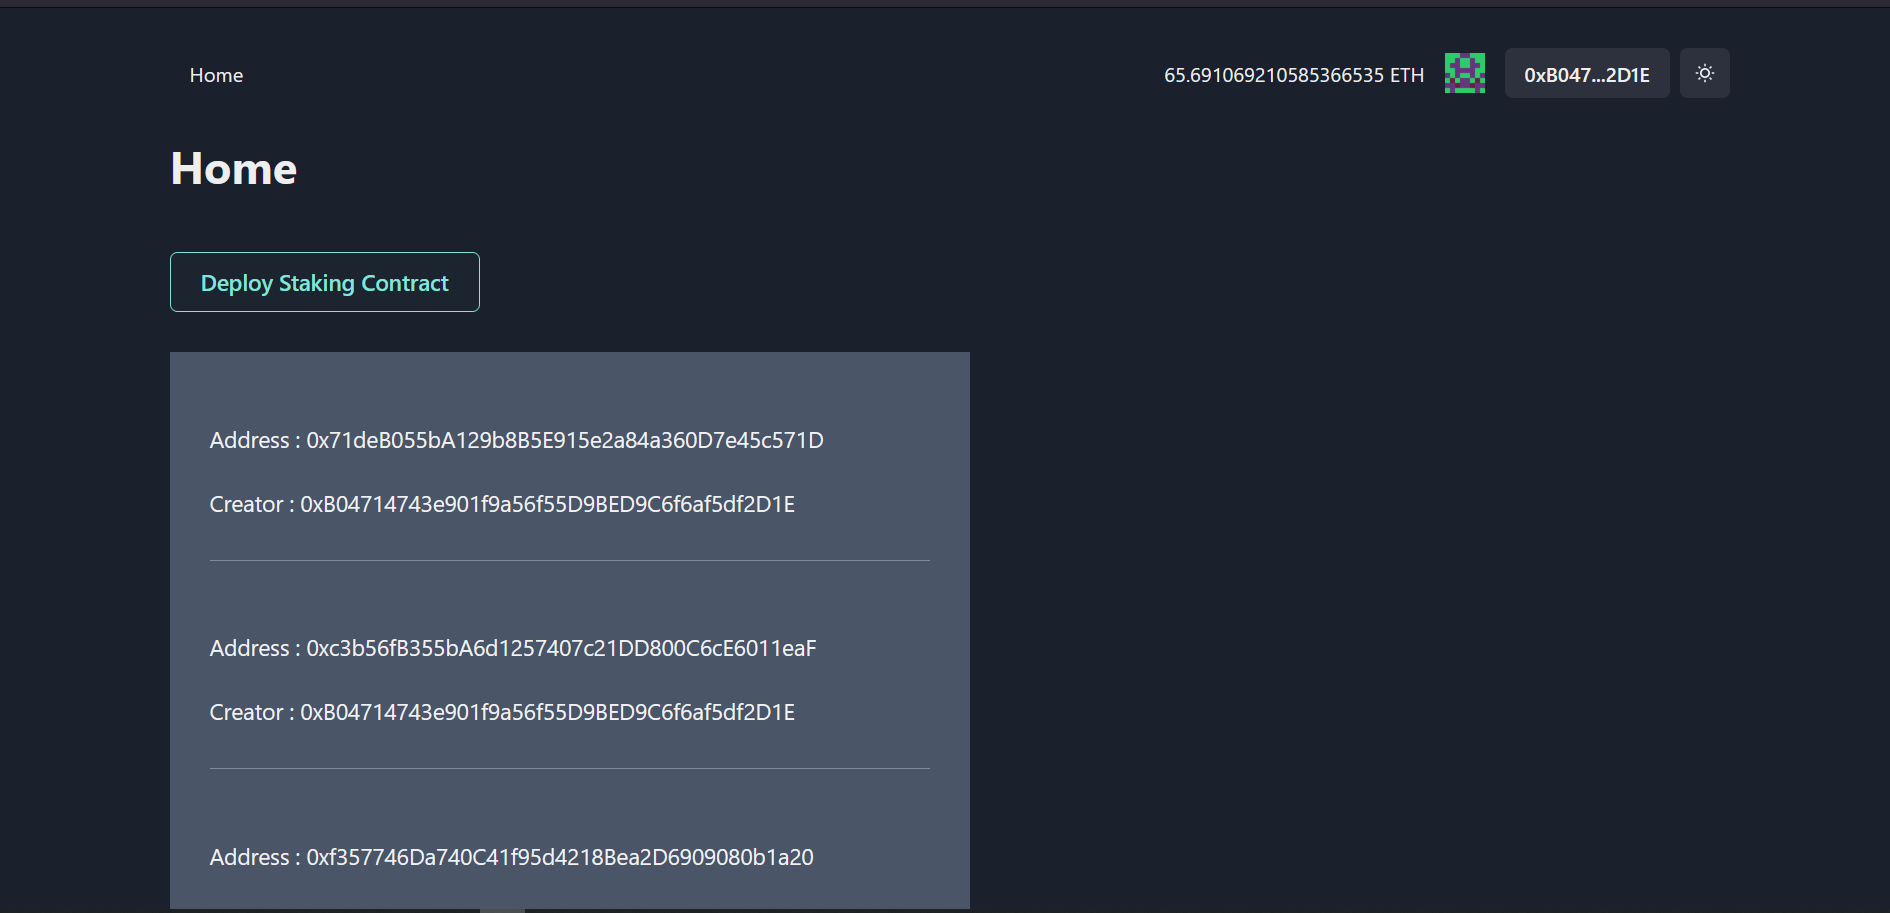 Home
65.691069210585366535 ETH
0xB047...2D1E
Home
Deploy Staking Contract
Address : 0x71deB055bA129b8B5E915e2a84a360D7e45c571D
Creator : 0xB04714743e901f9a56f55D9BED9C6f6af5df2D1E
Address : 0xc3b56fB355bA6d1257407c21DD800C6cE6011eaF
Creator : 0xB04714743e901f9a56f55D9BED9C6f6af5df2D1E
Address : 0xf357746Da740C41f95d4218Bea2D6909080b1a20